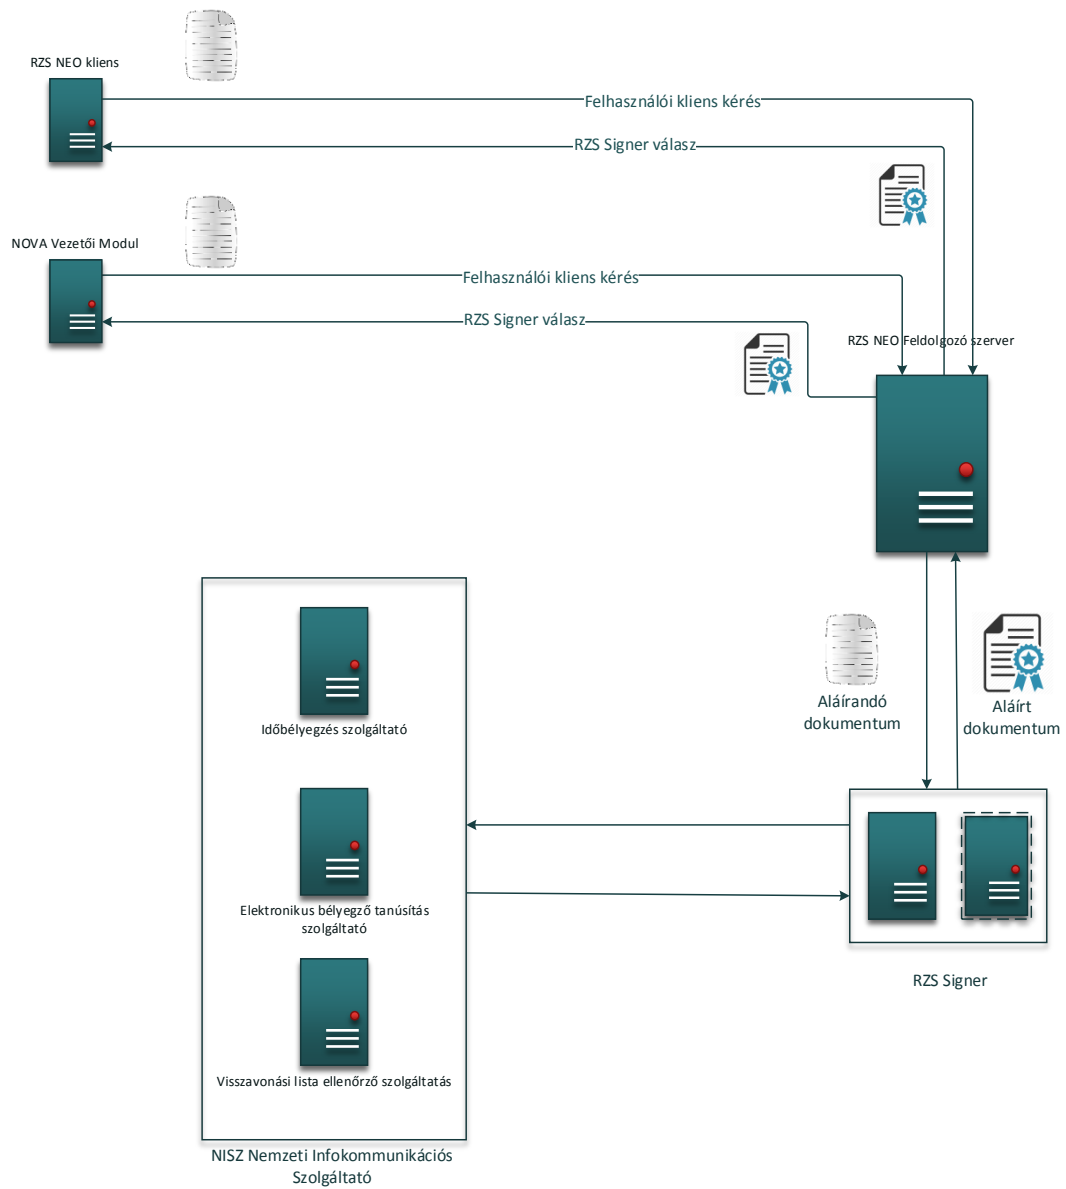 RZS NEO kliens
Felhasználói kliens kérés
RZS Signer válasz
NOVA Vezetői Modul
Felhasználói kliens kérés
RZS Signer válasz
RZS NEO Feldolgozó szerver
Időbélyegzés szolgáltató
Aláírandó
dokumentum
Aláírt
dokumentum
Elektronikus bélyegző tanúsítás
szolgáltató
RZS Signer
Visszavonási lista ellenőrző szolgáltatás
NISZ Nemzeti Infokommunikációs
Szolgáltató